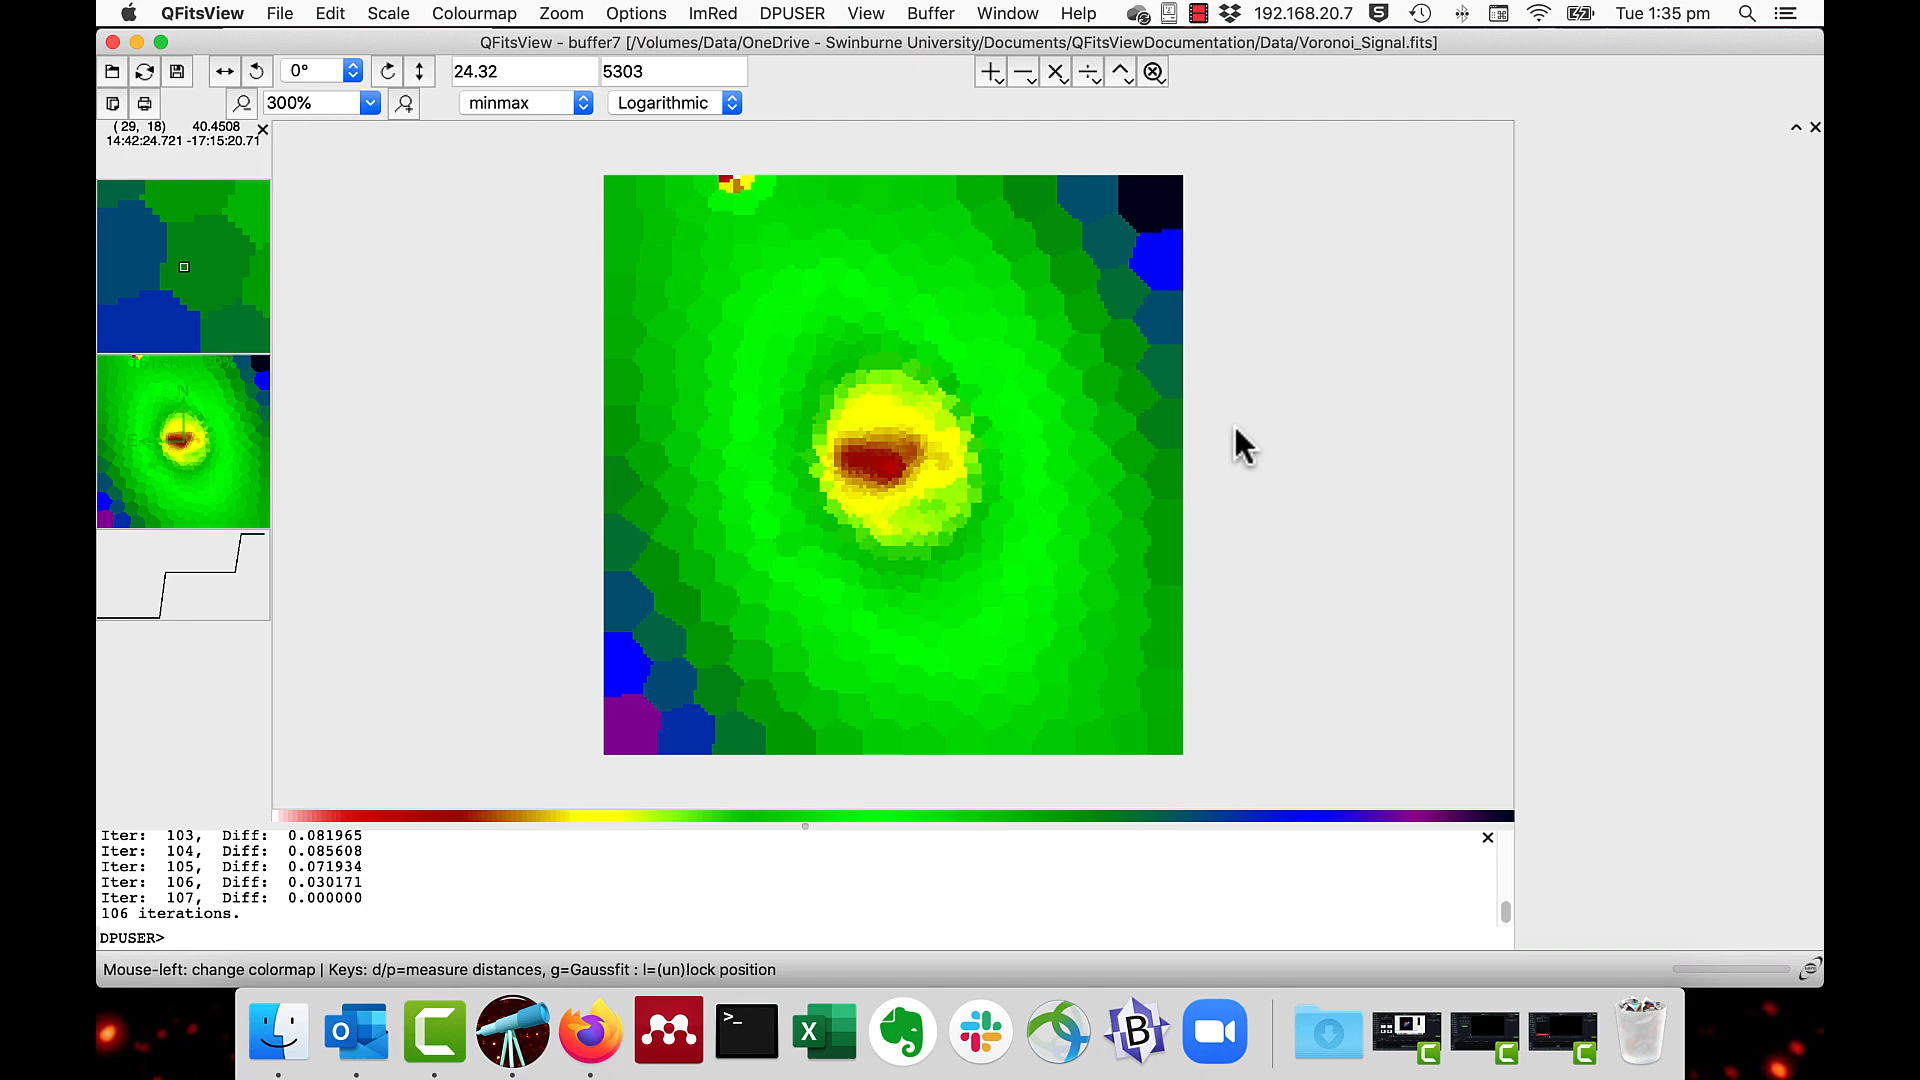 QFitsView File Edit Scale Colourmap Zoom Options ImRed DPUSER View Buffer Window Help 192.168.20.7 Tue 1:35 pm
QFitsView - buffer7 [/Volumes/Data/OneDrive - Swinburne University/Documents/QFitsViewDocumentation/Data/Voronoi_Signal.fits]
0° 24.32 5303
300% minmax Logarithmic
( 29, 18) 40.4508
14:42:24.721 -17:15:20.71
N
E
Iter: 103, Diff: 0.081965
Iter: 104, Diff: 0.085608
Iter: 105, Diff: 0.071934
Iter: 106, Diff: 0.030171
Iter: 107, Diff: 0.000000
106 iterations.
DPUSER>
Mouse-left: change colormap | Keys: d/p=measure distances, g=Gaussfit : l=(un)lock position